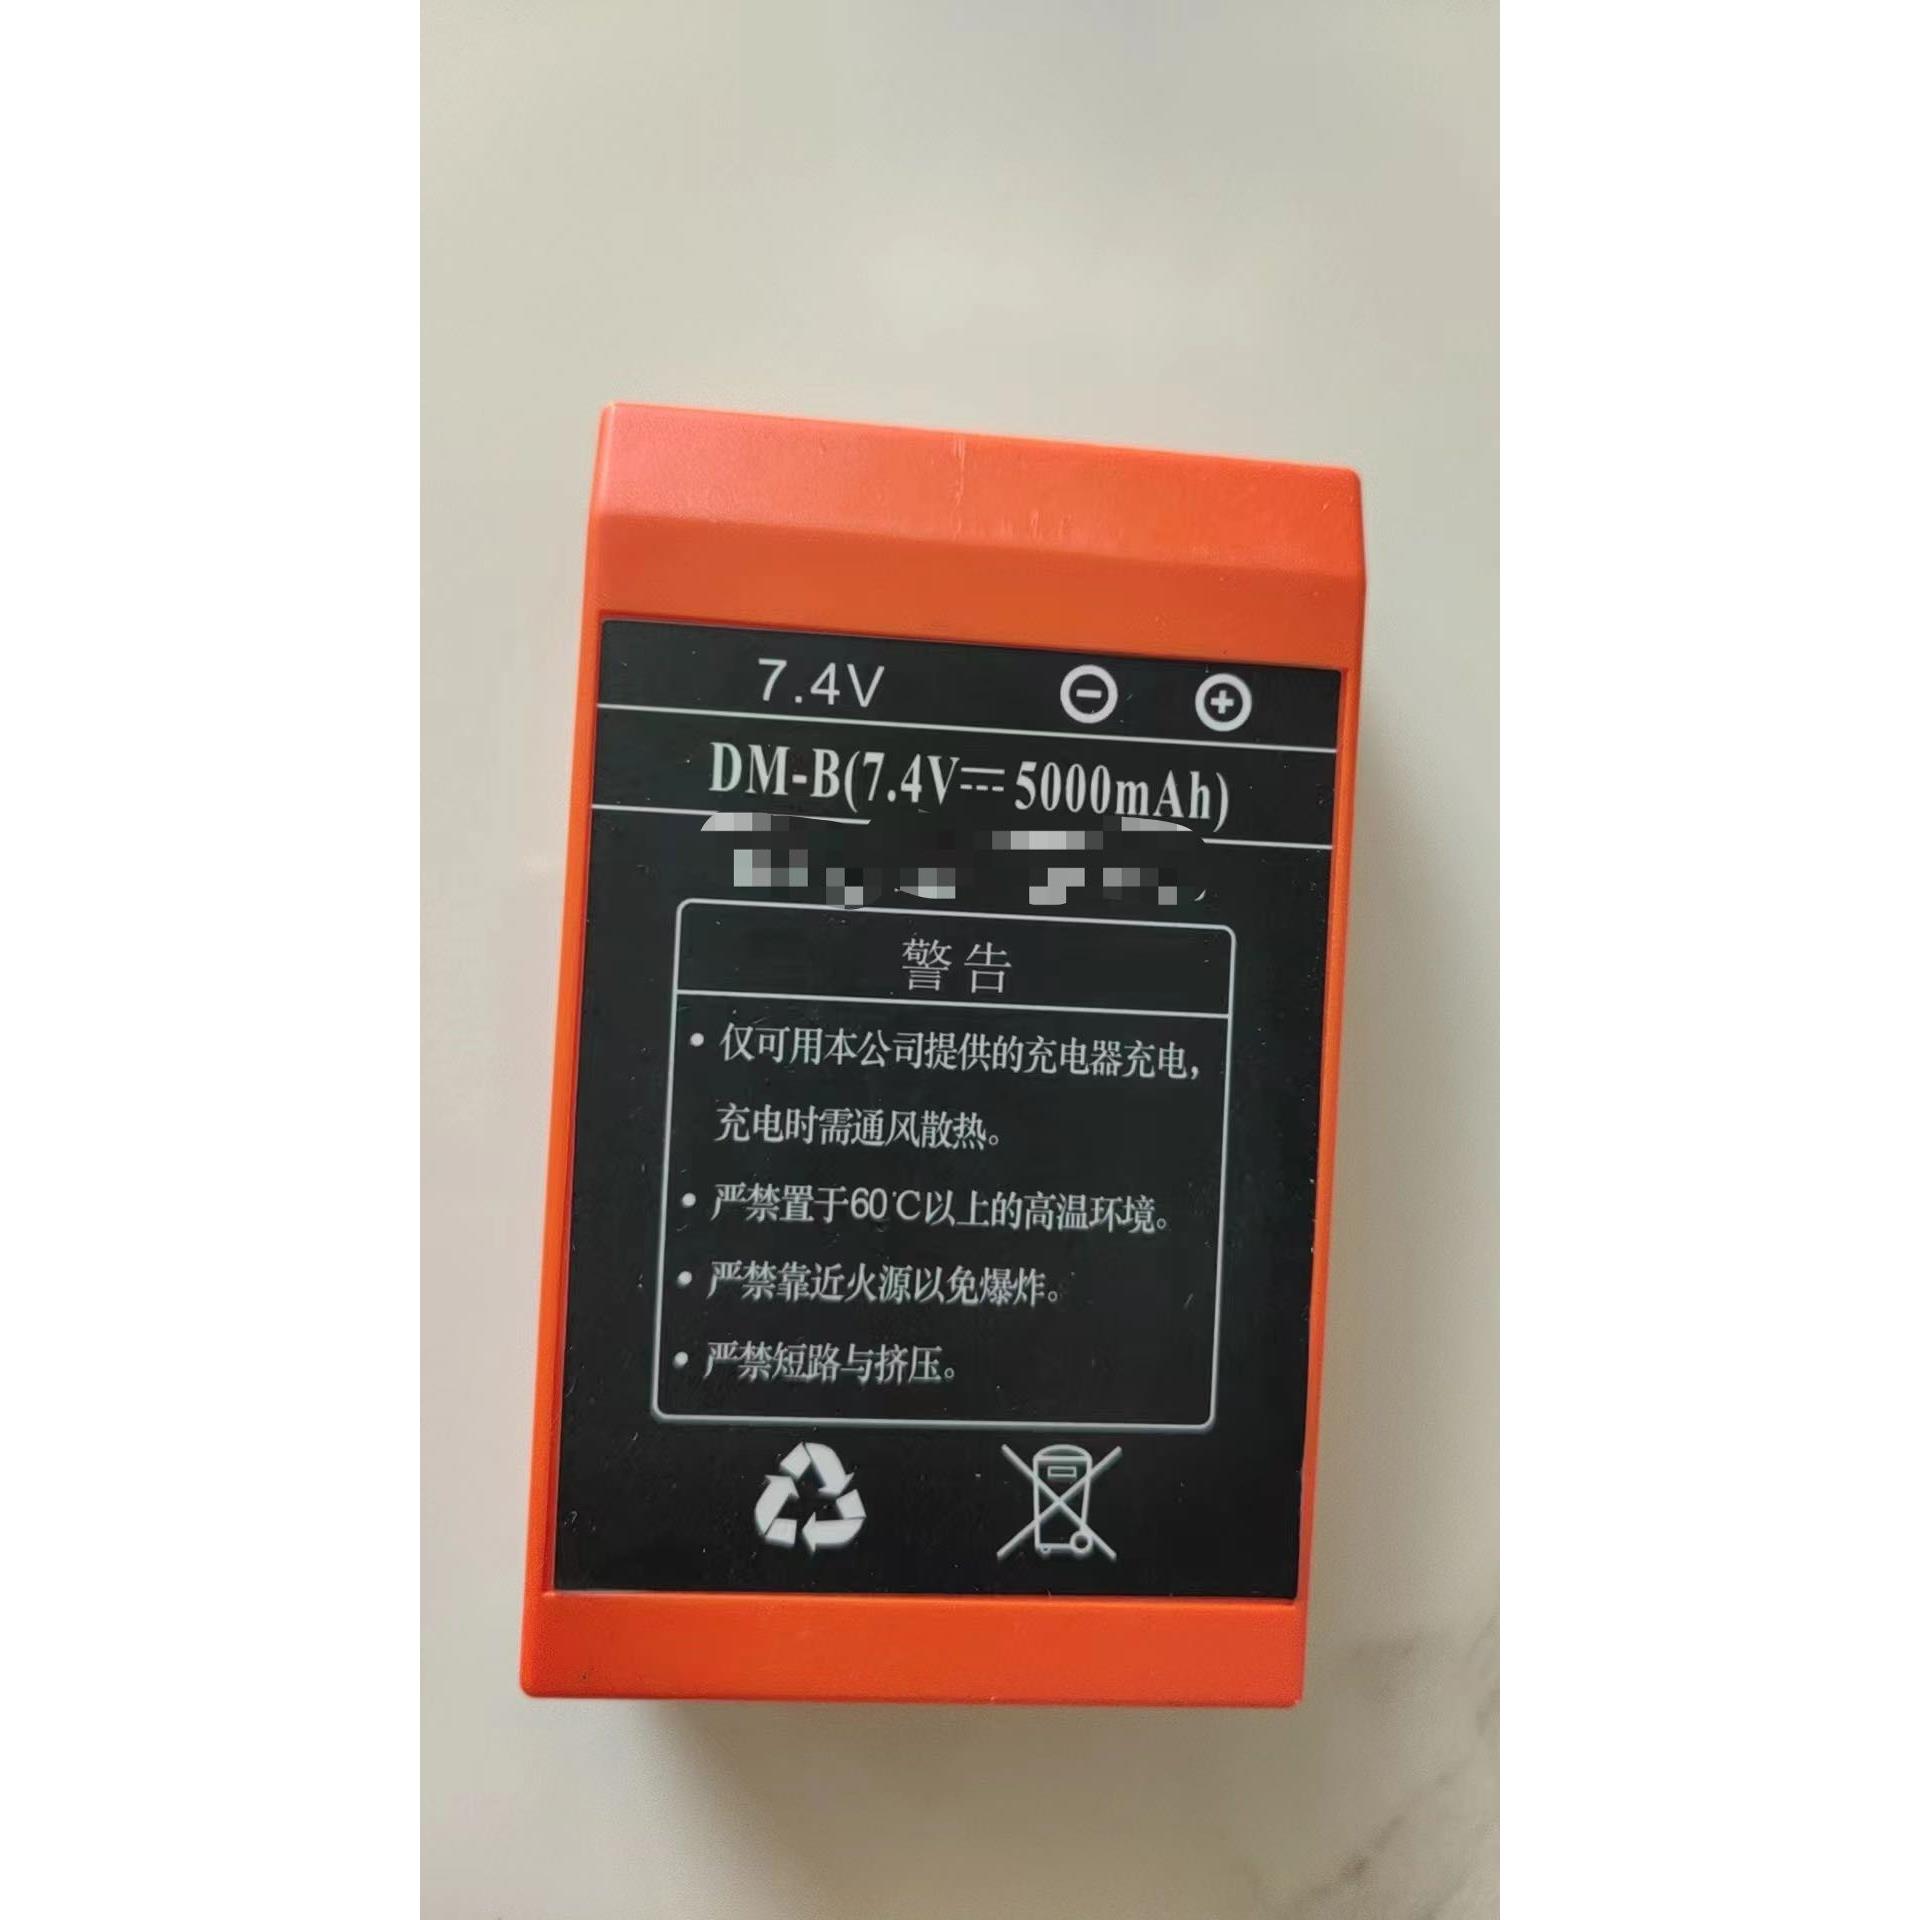 7.4V ⊖ ⊕
DM-B(7.4V⎓5000mAh)
警告
• 仅可用本公司提供的充电器充电，
充电时需通风散热。
• 严禁置于60℃以上的高温环境。
• 严禁靠近火源以免爆炸。
• 严禁短路与挤压。